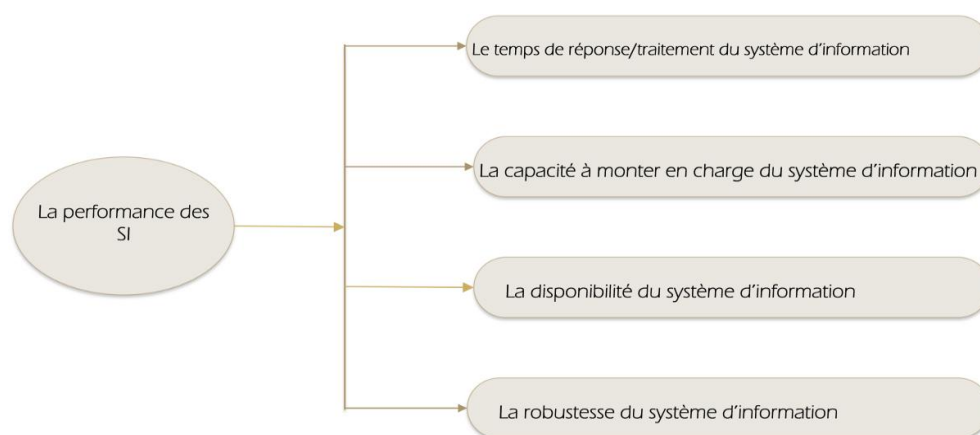 Le temps de réponse/traitement du système d'information
La capacité à monter en charge du système d'information
La performance des
SI
La disponibilité du système d'information
La robustesse du système d'information